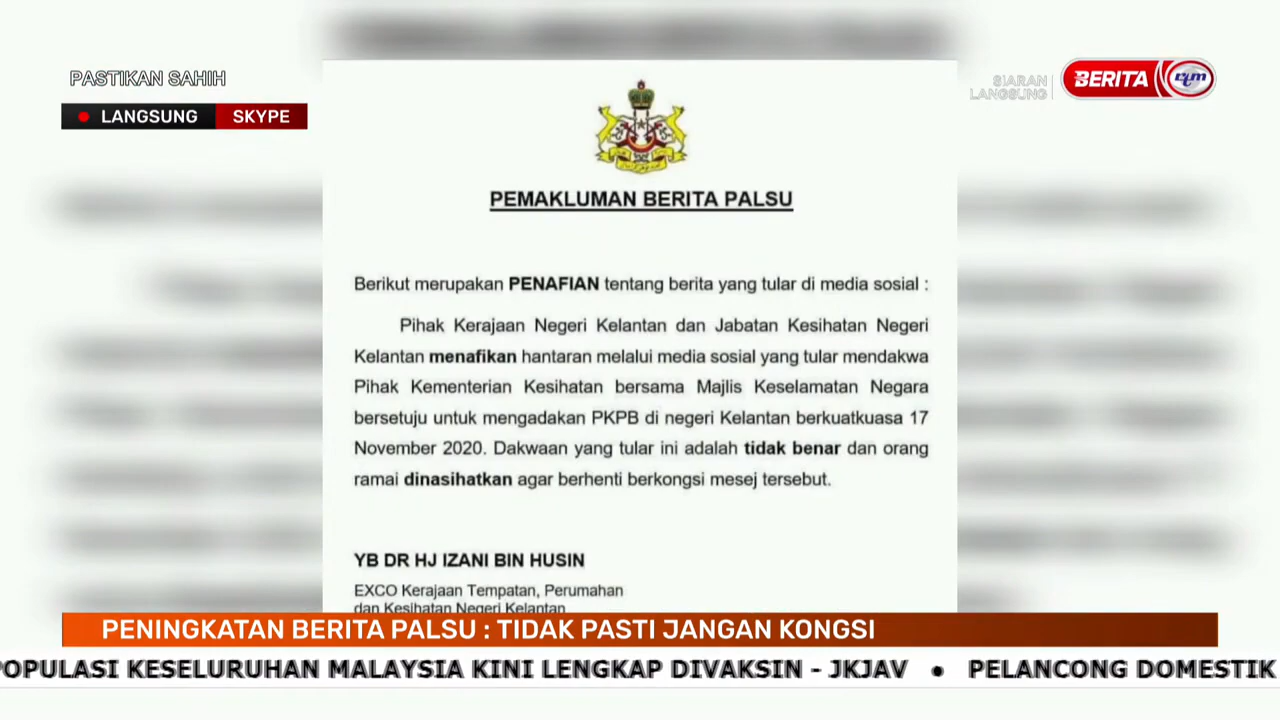 PASTIKAN SAHIH
LANGSUNG SKYPE
SIARAN
LANGSUNG
BERITA rtm
PEMAKLUMAN BERITA PALSU
Berikut merupakan PENAFIAN tentang berita yang tular di media sosial :
Pihak Kerajaan Negeri Kelantan dan Jabatan Kesihatan Negeri
Kelantan menafikan hantaran melalui media sosial yang tular mendakwa
Pihak Kementerian Kesihatan bersama Majlis Keselamatan Negara
bersetuju untuk mengadakan PKPB di negeri Kelantan berkuatkuasa 17
November 2020. Dakwaan yang tular ini adalah tidak benar dan orang
ramai dinasihatkan agar berhenti berkongsi mesej tersebut.
YB DR HJ IZANI BIN HUSIN
EXCO Kerajaan Tempatan, Perumahan
dan Kesihatan Negeri Kelantan
PENINGKATAN BERITA PALSU : TIDAK PASTI JANGAN KONGSI
POPULASI KESELURUHAN MALAYSIA KINI LENGKAP DIVAKSIN - JKJAV • PELANCONG DOMESTIK